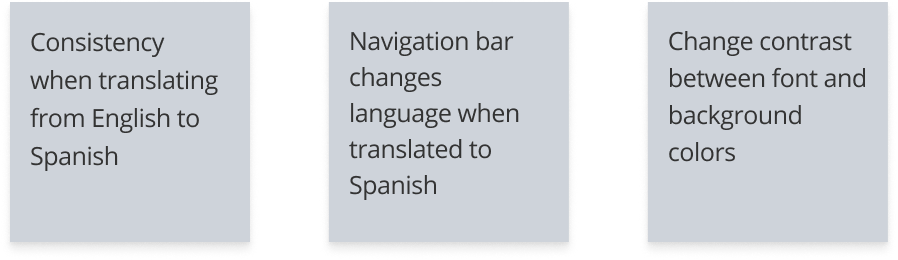 Consistency
when translating
from English to
Spanish
Navigation bar
changes
language when
translated to
Spanish
Change contrast
between font and
background
colors